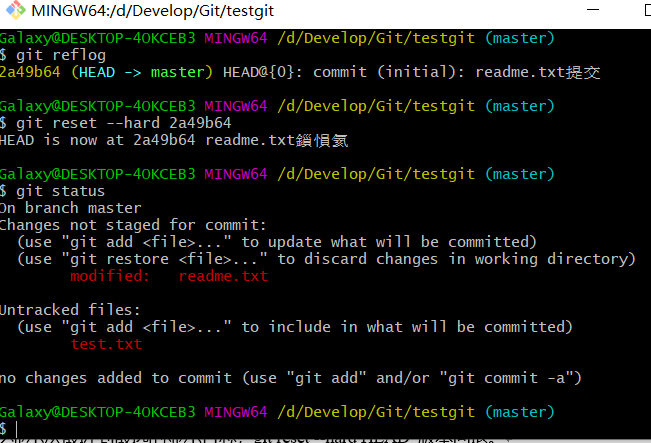 MINGW64:/d/Develop/Git/testgit
Galaxy@DESKTOP-4OKCEB3 MINGW64 /d/Develop/Git/testgit (master)
$ git reflog
2a49b64 (HEAD -> master) HEAD@{0}: commit (initial): readme.txt提交
Galaxy@DESKTOP-4OKCEB3 MINGW64 /d/Develop/Git/testgit (master)
$ git reset --hard 2a49b64
HEAD is now at 2a49b64 readme.txt鎻愪氦
Galaxy@DESKTOP-4OKCEB3 MINGW64 /d/Develop/Git/testgit (master)
$ git status
On branch master
Changes not staged for commit:
(use "git add <file>..." to update what will be committed)
(use "git restore <file>..." to discard changes in working directory)
modified: readme.txt
Untracked files:
(use "git add <file>..." to include in what will be committed)
test.txt
no changes added to commit (use "git add" and/or "git commit -a")
Galaxy@DESKTOP-4OKCEB3 MINGW64 /d/Develop/Git/testgit (master)
$